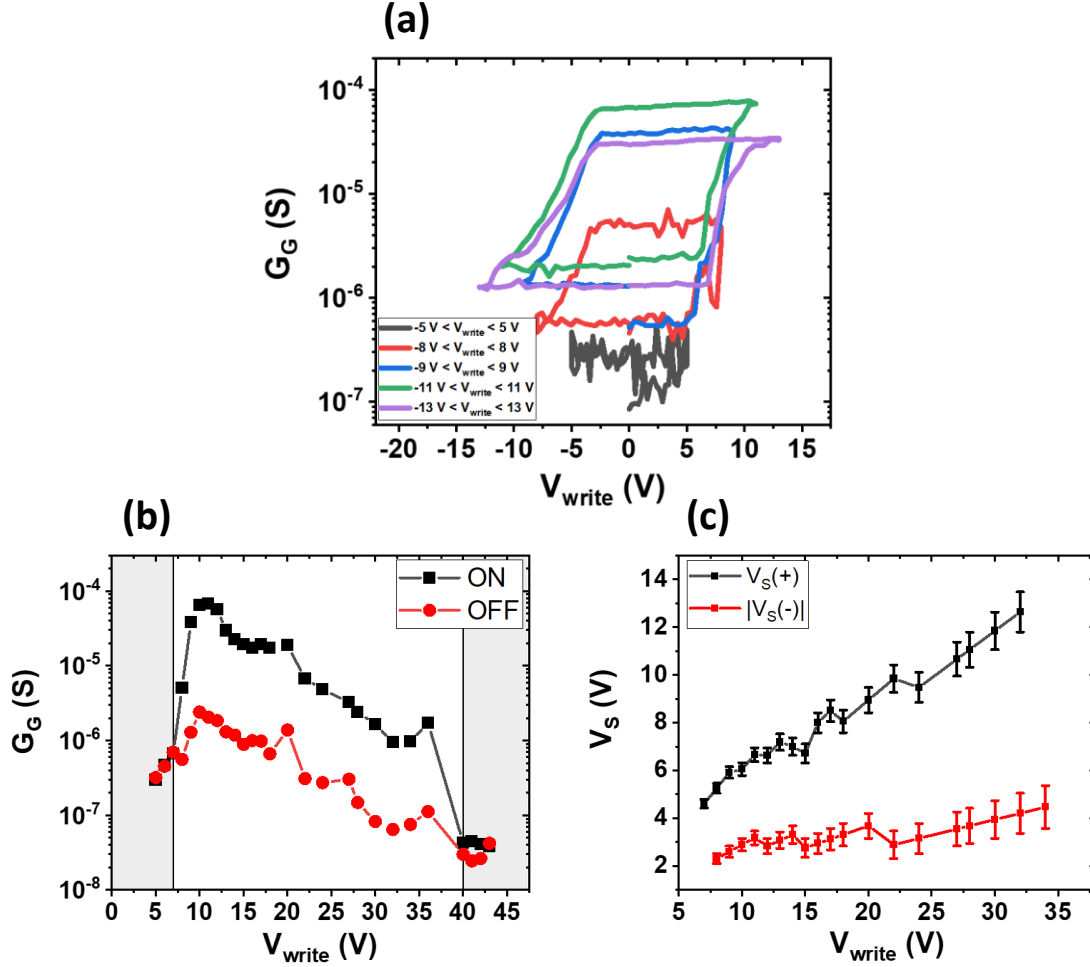 (a)
G_G (S)
10^-4
10^-5
10^-6
10^-7
-5 V < V_write < 5 V
-8 V < V_write < 8 V
-9 V < V_write < 9 V
-11 V < V_write < 11 V
-13 V < V_write < 13 V
-20 -15 -10 -5 0 5 10 15
V_write (V)
(b)
G_G (S)
10^-4
10^-5
10^-6
10^-7
10^-8
ON
OFF
0 5 10 15 20 25 30 35 40 45
V_write (V)
(c)
V_S (V)
14
12
10
8
6
4
2
V_S(+)
|V_S(-)|
5 10 15 20 25 30 35
V_write (V)